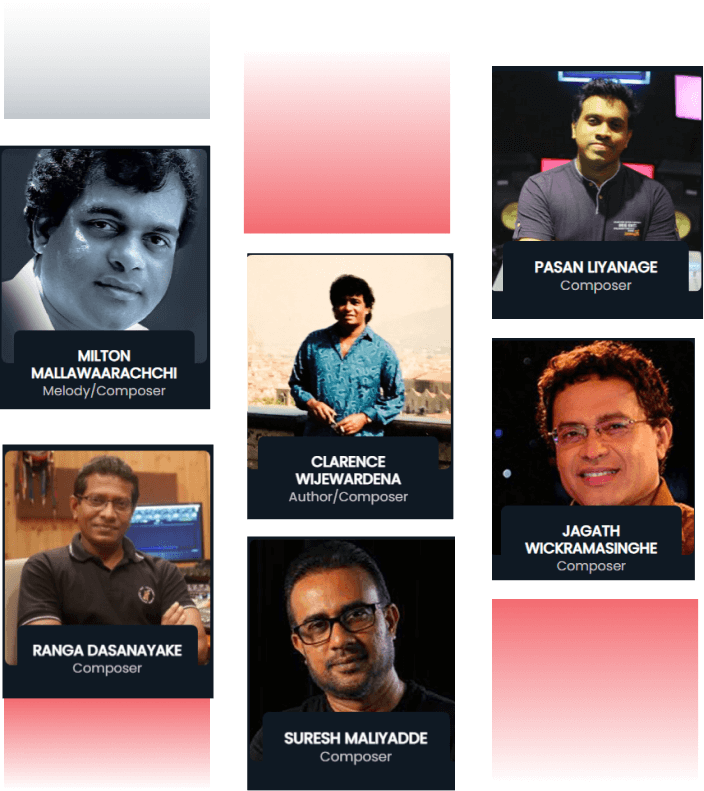 MILTON
MALLAWAARACHCHI
Melody/Composer
RANGA DASANAYAKE
Composer
CLARENCE
WIJEWARDENA
Author/Composer
SURESH MALIYADDE
Composer
PASAN LIYANAGE
Composer
JAGATH
WICKRAMASINGHE
Composer